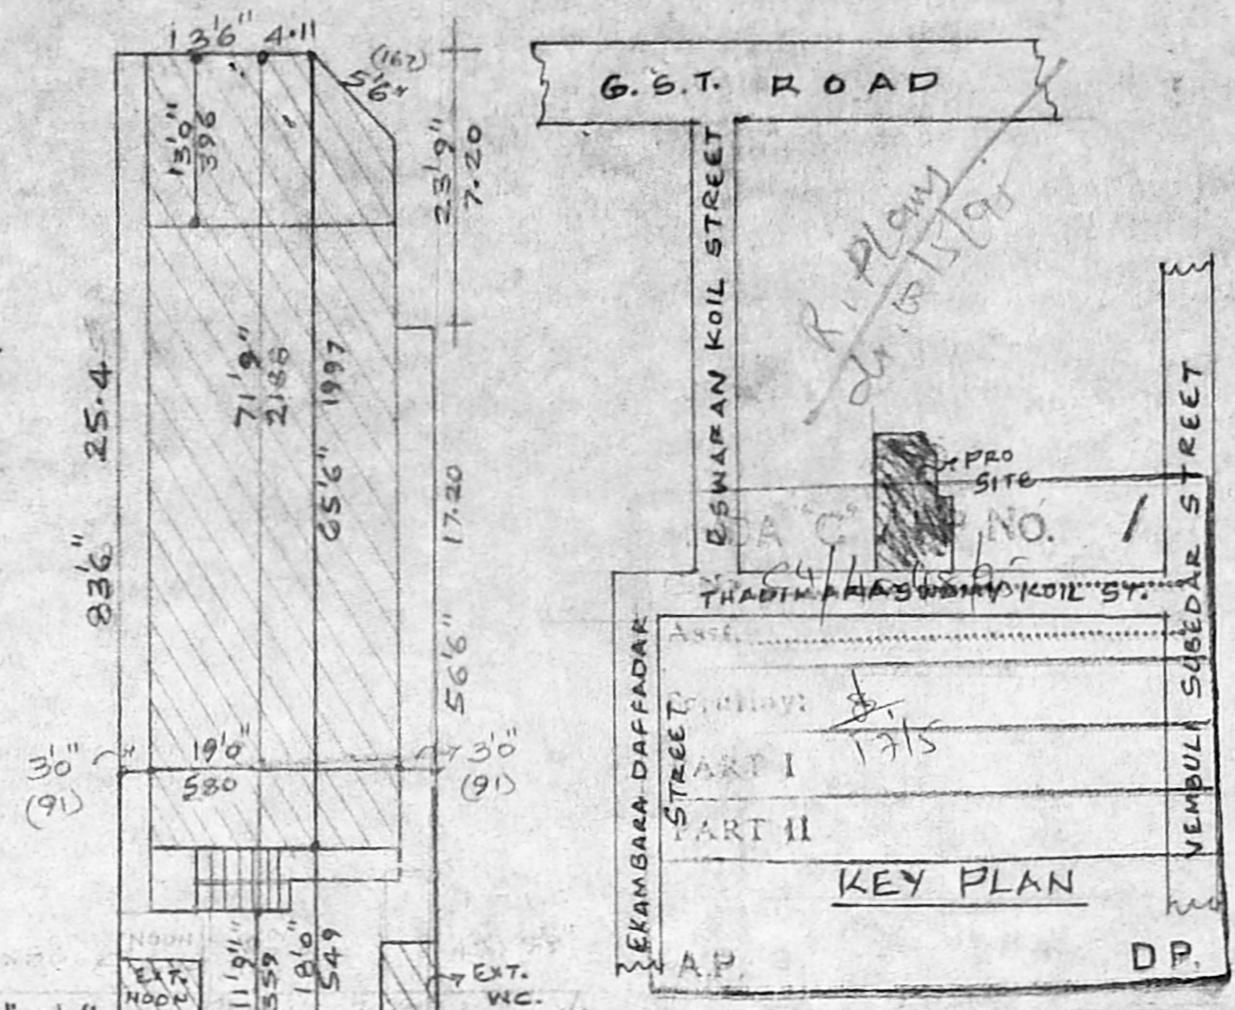 13'6" 4.11
(167)
5'6"
13'0"
396
23'9"
7.20
71'9"
2188
65'6" 1997
83'6" 25.4
56'6" 17.20
3'0"
(91)
19'0"
580
3'0"
(91)
11'9"
359
18'0"
549
EXT.
EXT.
W.C.
G.S.T. ROAD
ESWARAN KOIL STREET
R. Plan
PRO
SITE
"C"
NO.
1
KOIL ST.
Asst.
Scrutiny:
17/5
PART I
PART II
EKAMBARA DAFFADAR
STREET
VEMBULI SUBEDAR STREET
KEY PLAN
A.P.
D.P.